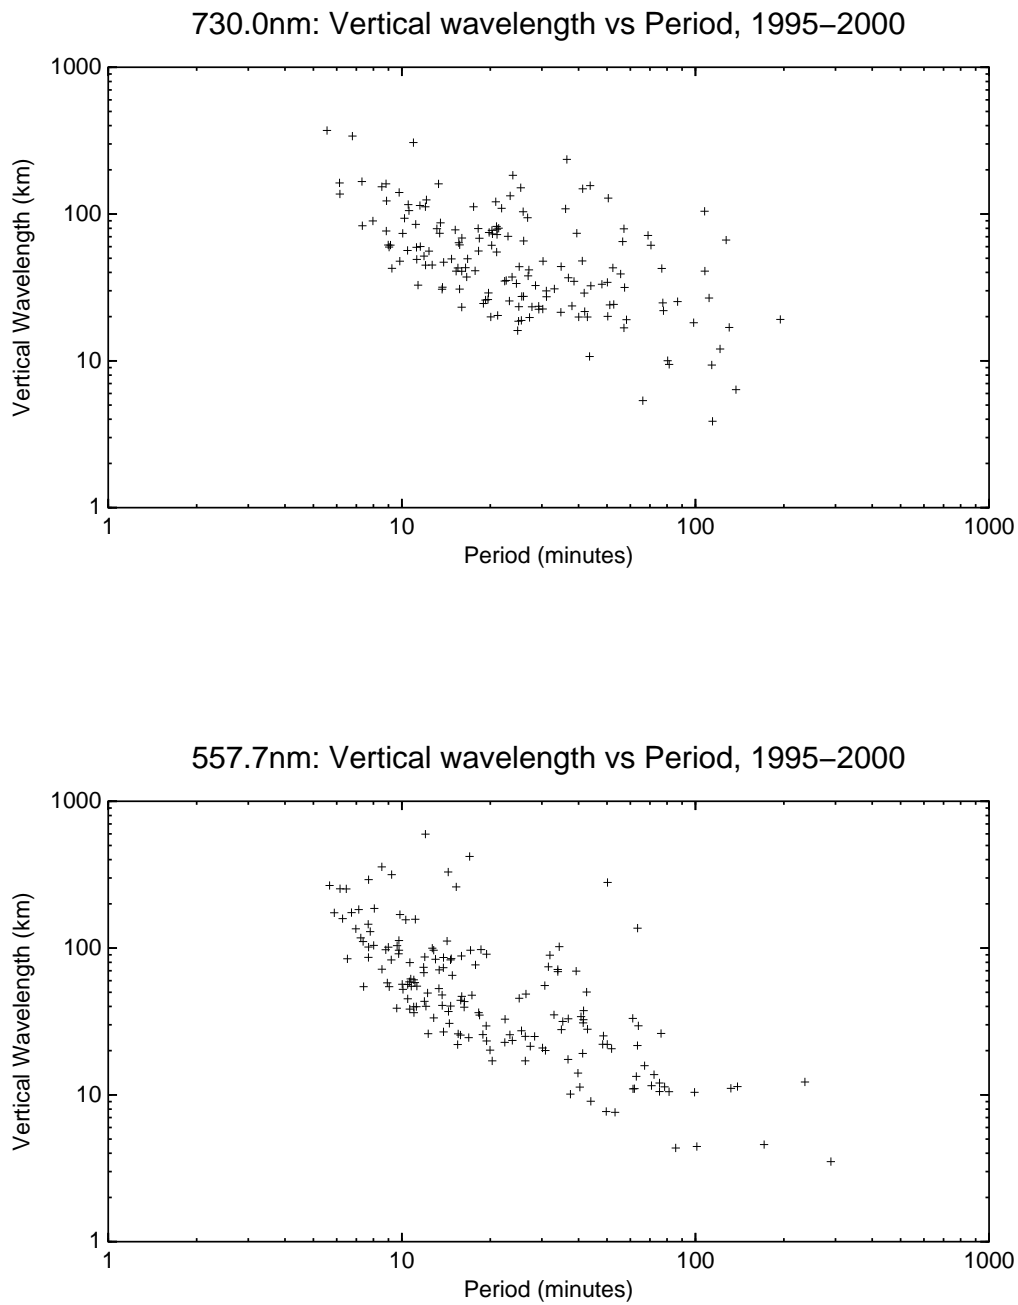 730.0nm: Vertical wavelength vs Period, 1995−2000
1000
100
10
1
Vertical Wavelength (km)
1 10 100 1000
Period (minutes)
557.7nm: Vertical wavelength vs Period, 1995−2000
1000
100
10
1
Vertical Wavelength (km)
1 10 100 1000
Period (minutes)